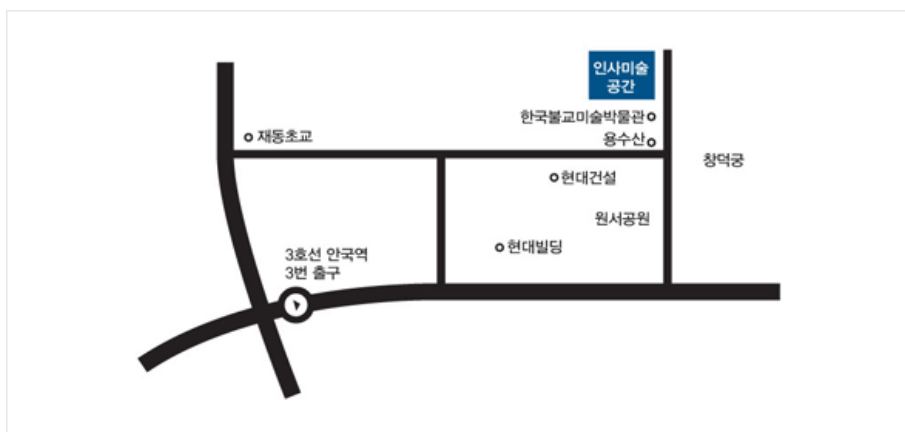 인사미술
공간
한국불교미술박물관
재동초교
용수산
창덕궁
현대건설
원서공원
3호선 안국역
현대빌딩
3번 출구